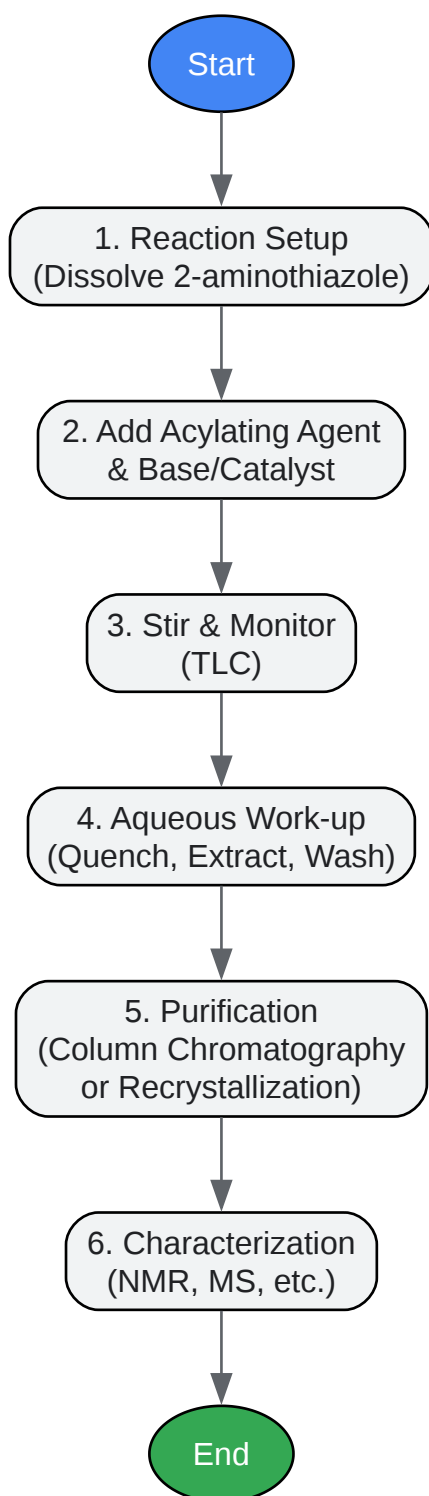 Start
1. Reaction Setup
(Dissolve 2-aminothiazole)
2. Add Acylating Agent
& Base/Catalyst
3. Stir & Monitor
(TLC)
4. Aqueous Work-up
(Quench, Extract, Wash)
5. Purification
(Column Chromatography
or Recrystallization)
6. Characterization
(NMR, MS, etc.)
End